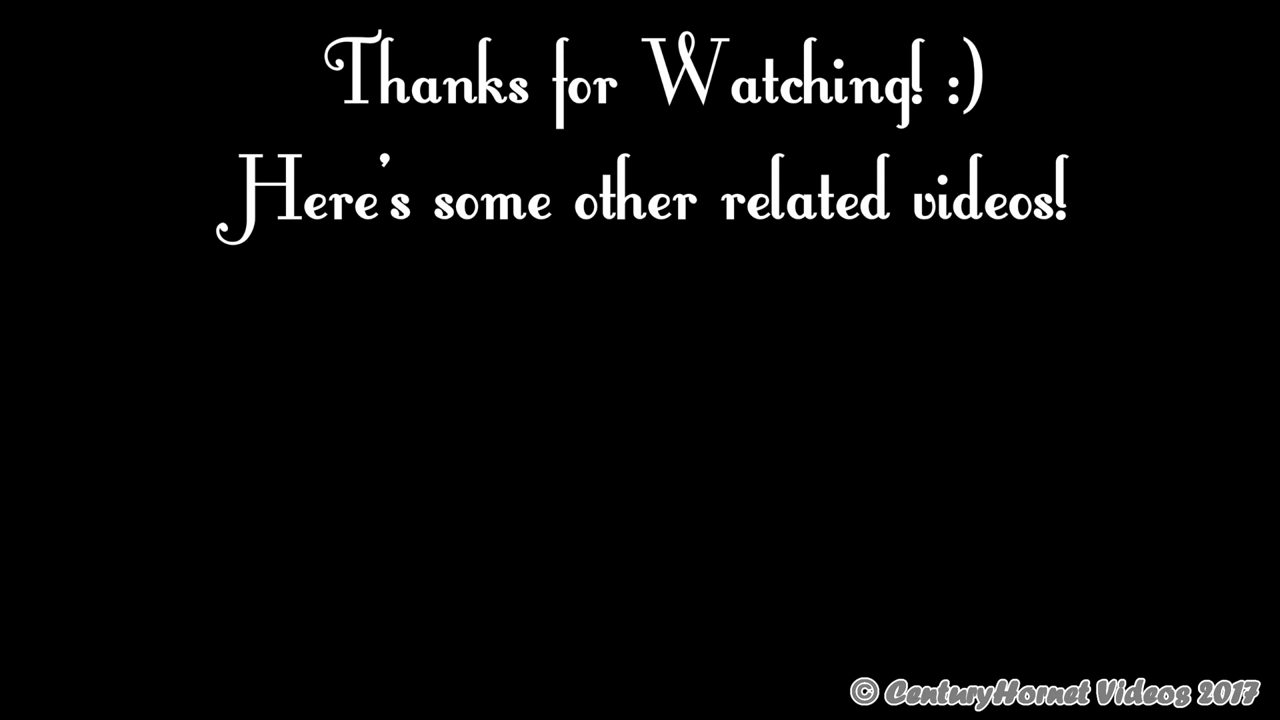 Thanks for Watching! :)
Here's some other related videos!
© CenturyHornet Videos 2017